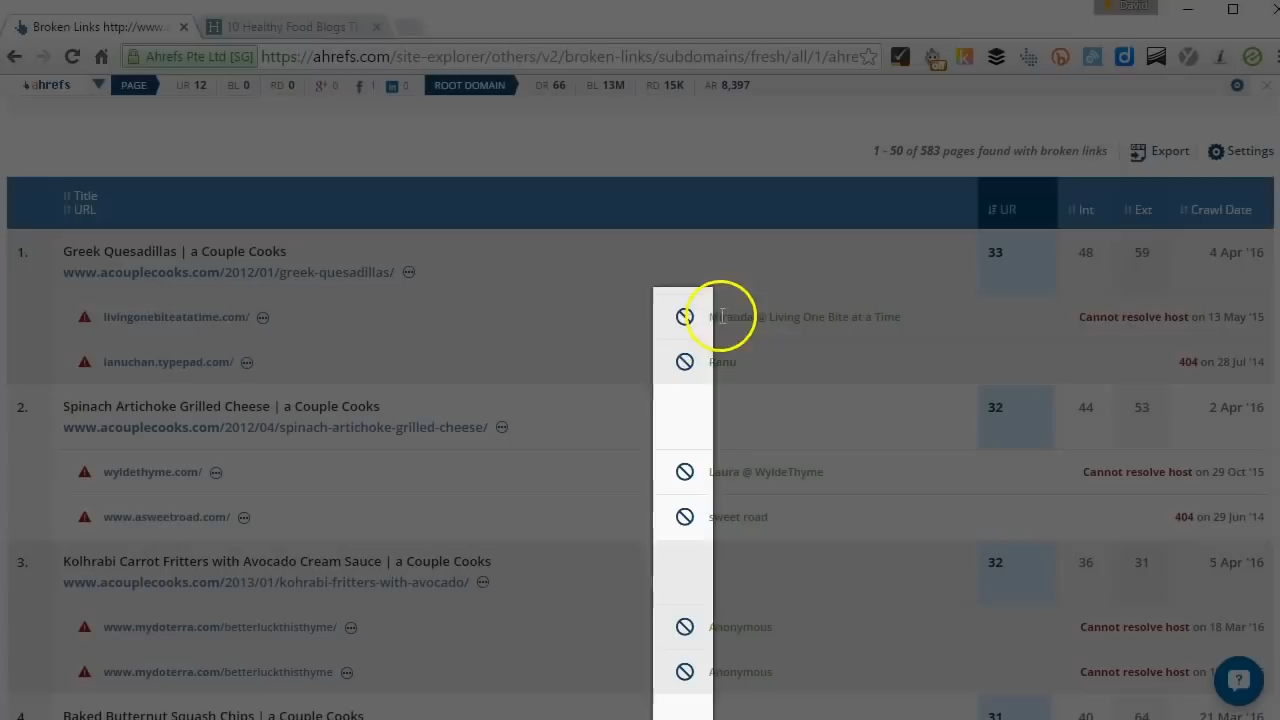 David
Broken Links http://www.a
10 Healthy Food Blogs T
Ahrefs Pte Ltd [SG] https://ahrefs.com/site-explorer/others/v2/broken-links/subdomains/fresh/all/1/ahre
ahrefs PAGE UR 12 BL 0 RD 0 g+ 0 f 1 in 0 ROOT DOMAIN DR 66 BL 13M RD 15K AR 8,397
1–50 of 583 pages found with broken links Export Settings
Title
URL
UR Int Ext Crawl Date
1. Greek Quesadillas | a Couple Cooks 33 48 59 4 Apr '16
www.acouplecooks.com/2012/01/greek-quesadillas/
livingonebiteatatime.com/ Miranda @ Living One Bite at a Time Cannot resolve host on 13 May '15
ianuchan.typepad.com/ Ranu 404 on 28 Jul '14
2. Spinach Artichoke Grilled Cheese | a Couple Cooks 32 44 53 2 Apr '16
www.acouplecooks.com/2012/04/spinach-artichoke-grilled-cheese/
wyldethyme.com/ Laura @ WyldeThyme Cannot resolve host on 29 Oct '15
www.asweetroad.com/ sweet road 404 on 29 Jun '14
3. Kolhrabi Carrot Fritters with Avocado Cream Sauce | a Couple Cooks 32 36 31 5 Apr '16
www.acouplecooks.com/2013/01/kohrabi-fritters-with-avocado/
www.mydoterra.com/betterluckthisthyme/ Anonymous Cannot resolve host on 18 Mar '16
www.mydoterra.com/betterluckthisthyme Anonymous Cannot resolve host on
4. Baked Butternut Squash Chips | a Couple Cooks 31 40 64 21 Mar '16